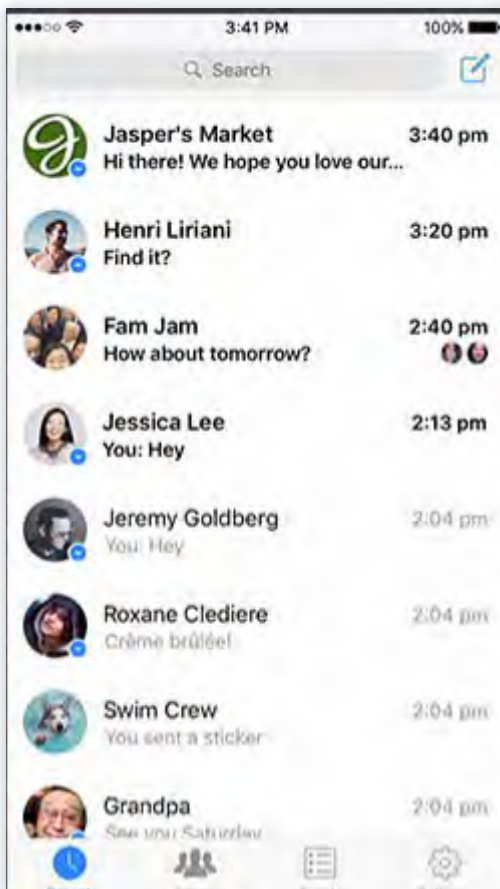 3:41 PM 100%
Search
Jasper's Market 3:40 pm
Hi there! We hope you love our...
Henri Liriani 3:20 pm
Find it?
Fam Jam 2:40 pm
How about tomorrow?
Jessica Lee 2:13 pm
You: Hey
Jeremy Goldberg 2:04 pm
You: Hey
Roxane Clediere 2:04 pm
Crème brûlée!
Swim Crew 2:04 pm
You sent a sticker
Grandpa 2:04 pm
See you Saturday